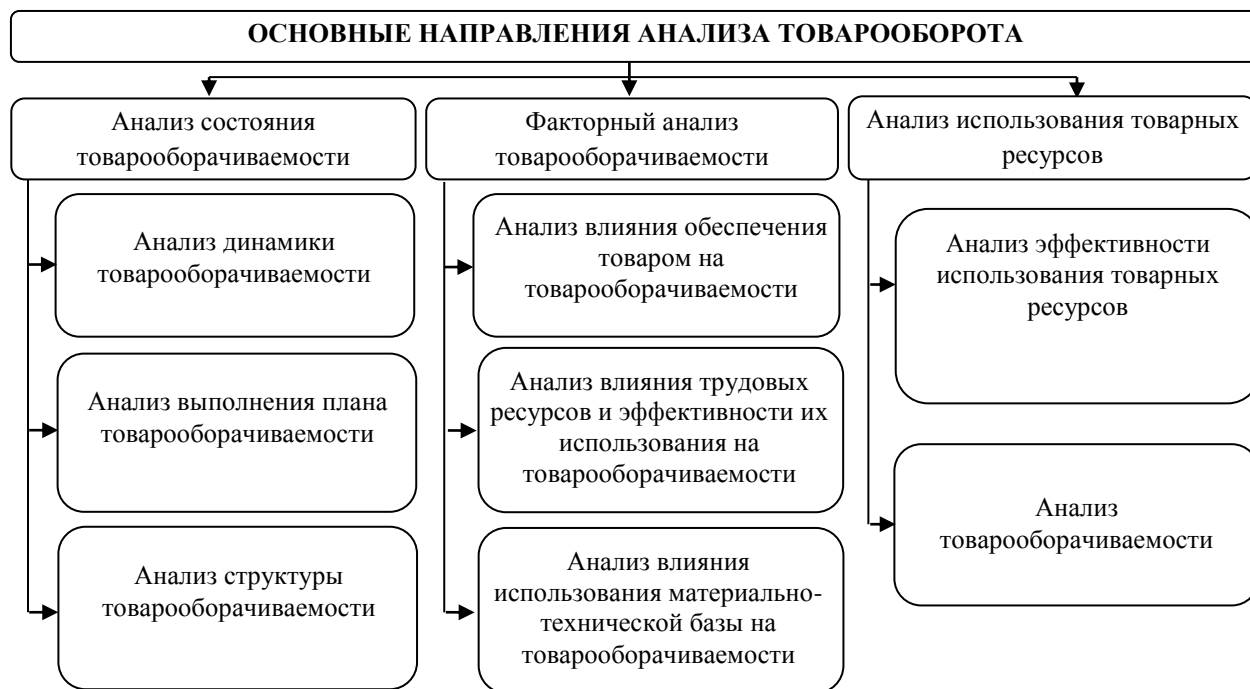 ОСНОВНЫЕ НАПРАВЛЕНИЯ АНАЛИЗА ТОВАРООБОРОТА
Анализ состояния
товарооборачиваемости
Анализ динамики
товарооборачиваемости
Анализ выполнения плана
товарооборачиваемости
Анализ структуры
товарооборачиваемости
Факторный анализ
товарооборачиваемости
Анализ влияния обеспечения
товаром на
товарооборачиваемости
Анализ влияния трудовых
ресурсов и эффективности их
использования на
товарооборачиваемости
Анализ влияния
использования материально-
технической базы на
товарооборачиваемости
Анализ использования товарных
ресурсов
Анализ эффективности
использования товарных
ресурсов
Анализ
товарооборачиваемости